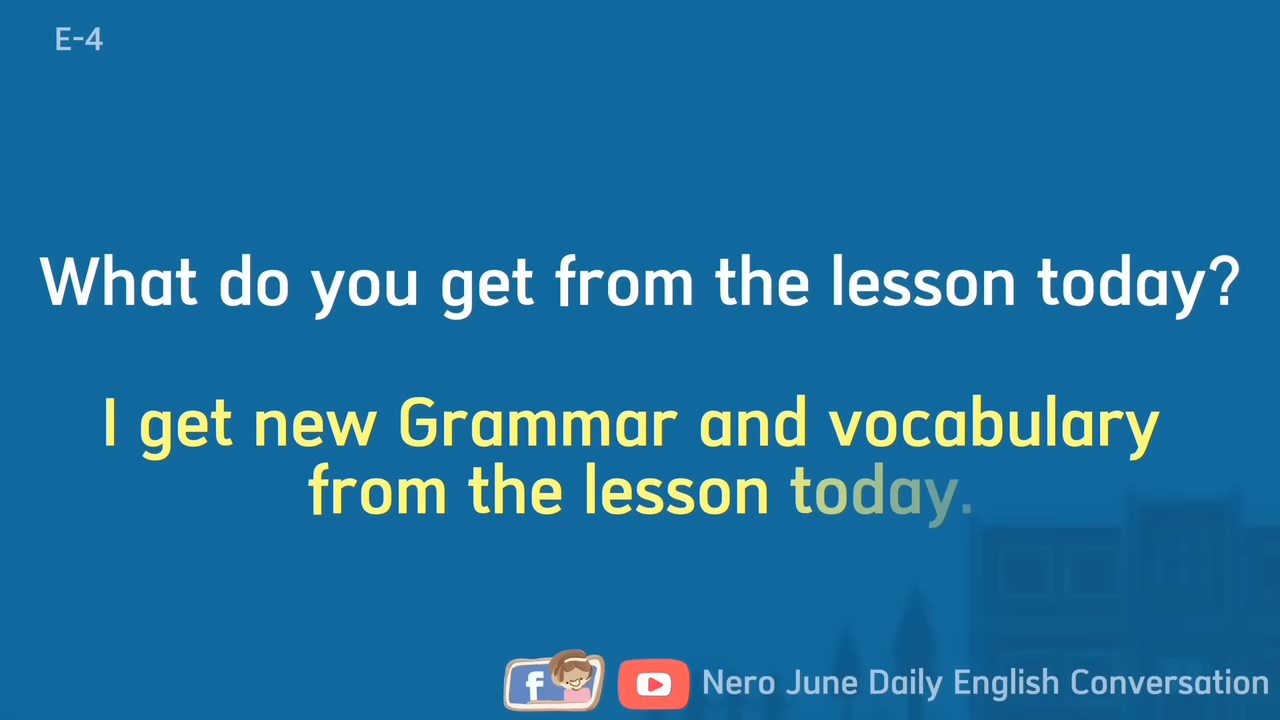 E-4
What do you get from the lesson today?
I get new Grammar and vocabulary
from the lesson today.
f
Nero June Daily English Conversation